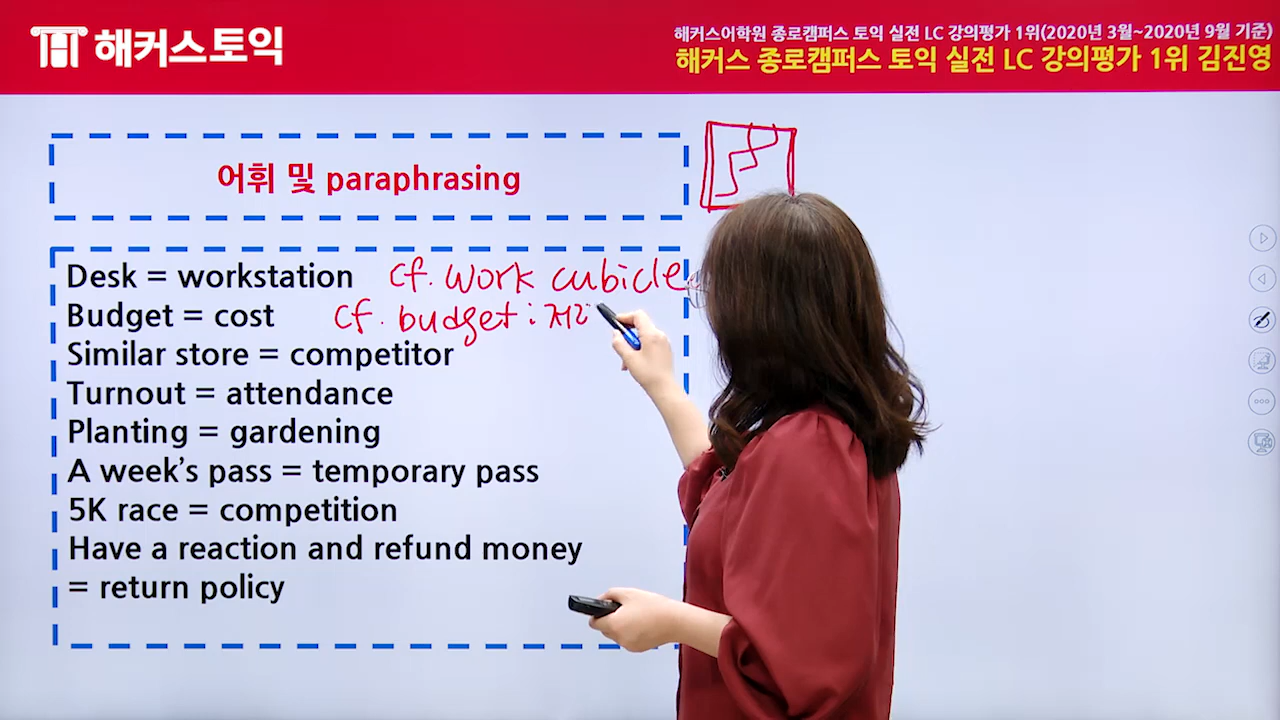 해커스토익
해커스어학원 종로캠퍼스 토익 실전 LC 강의평가 1위(2020년 3월~2020년 9월 기준)
해커스 종로캠퍼스 토익 실전 LC 강의평가 1위 김진영
어휘 및 paraphrasing
Desk = workstation cf. work cubicle
Budget = cost cf. budget :
Similar store = competitor
Turnout = attendance
Planting = gardening
A week's pass = temporary pass
5K race = competition
Have a reaction and refund money
= return policy